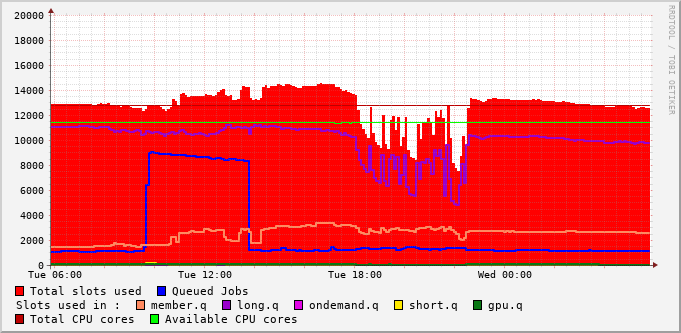 20000
18000
16000
14000
12000
10000
8000
6000
4000
2000
0
Tue 06:00 Tue 12:00 Tue 18:00 Wed 00:00
Total slots used Queued Jobs
Slots used in : member.q long.q ondemand.q short.q gpu.q
Total CPU cores Available CPU cores
RRDTOOL / TOBI OETIKER